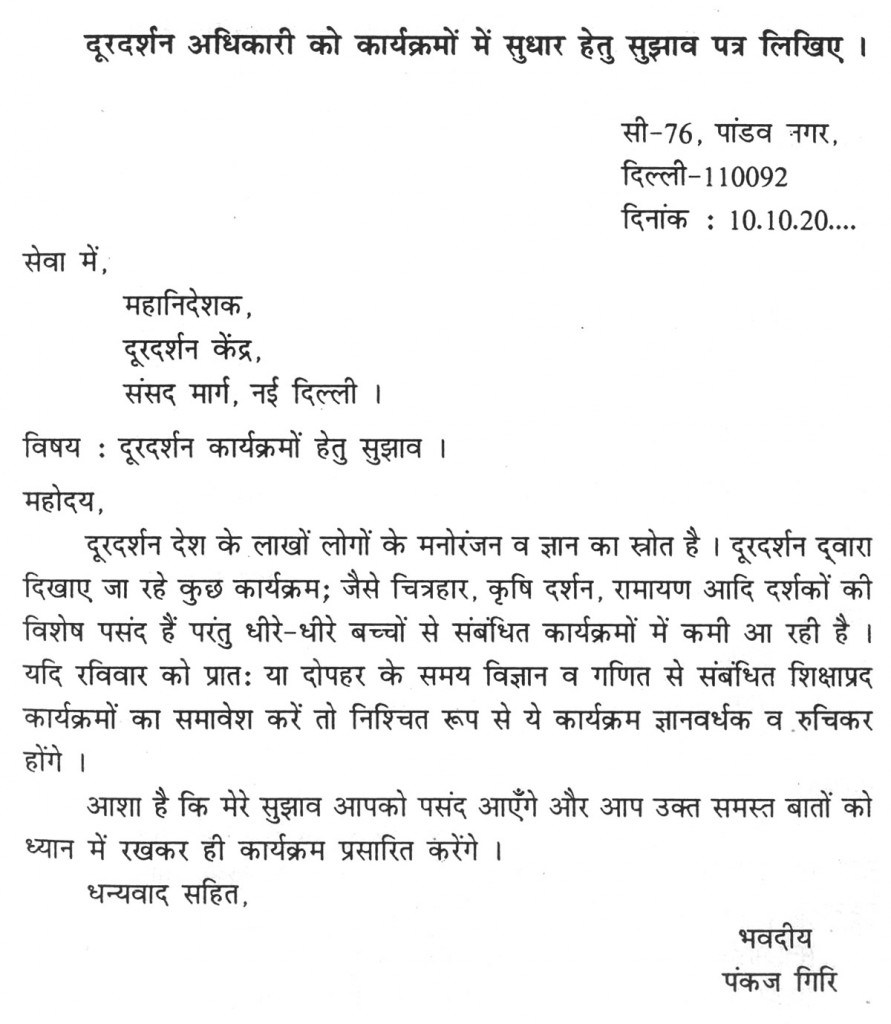 दूरदर्शन अधिकारी को कार्यक्रमों में सुधार हेतु सुझाव पत्र लिखिए ।
सी-76, पांडव नगर,
दिल्ली-110092
दिनांक : 10.10.20....
सेवा में,
महानिदेशक,
दूरदर्शन केंद्र,
संसद मार्ग, नई दिल्ली ।
विषय : दूरदर्शन कार्यक्रमों हेतु सुझाव ।
महोदय,
दूरदर्शन देश के लाखों लोगों के मनोरंजन व ज्ञान का स्रोत है । दूरदर्शन द्वारा
दिखाए जा रहे कुछ कार्यक्रम; जैसे चित्रहार, कृषि दर्शन, रामायण आदि दर्शकों की
विशेष पसंद हैं परंतु धीरे-धीरे बच्चों से संबंधित कार्यक्रमों में कमी आ रही है ।
यदि रविवार को प्रातः या दोपहर के समय विज्ञान व गणित से संबंधित शिक्षाप्रद
कार्यक्रमों का समावेश करें तो निश्चित रूप से ये कार्यक्रम ज्ञानवर्धक व रुचिकर
होंगे ।
आशा है कि मेरे सुझाव आपको पसंद आएँगे और आप उक्त समस्त बातों को
ध्यान में रखकर ही कार्यक्रम प्रसारित करेंगे ।
धन्यवाद सहित,
भवदीय
पंकज गिरि